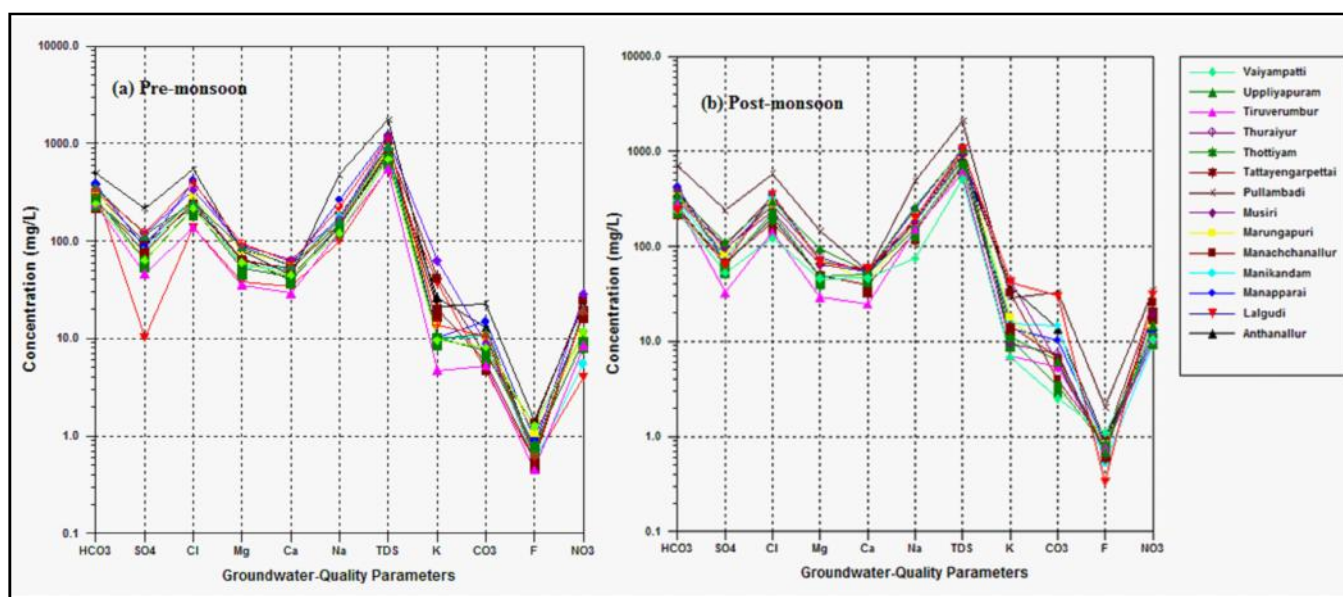 (a) Pre-monsoon
Concentration (mg/L)
10000.0
1000.0
100.0
10.0
1.0
0.1
HCO3 SO4 Cl Mg Ca Na TDS K CO3 F NO3
Groundwater-Quality Parameters
(b) Post-monsoon
Concentration (mg/L)
10000.0
1000.0
100.0
10.0
1.0
0.1
HCO3 SO4 Cl Mg Ca Na TDS K CO3 F NO3
Groundwater-Quality Parameters
Vaiyampatti
Uppliyapuram
Tiruverumbur
Thuraiyur
Thottiyam
Tattayengarpettai
Pullambadi
Musiri
Marungapuri
Manachchanallur
Manikandam
Manapparai
Lalgudi
Anthanallur